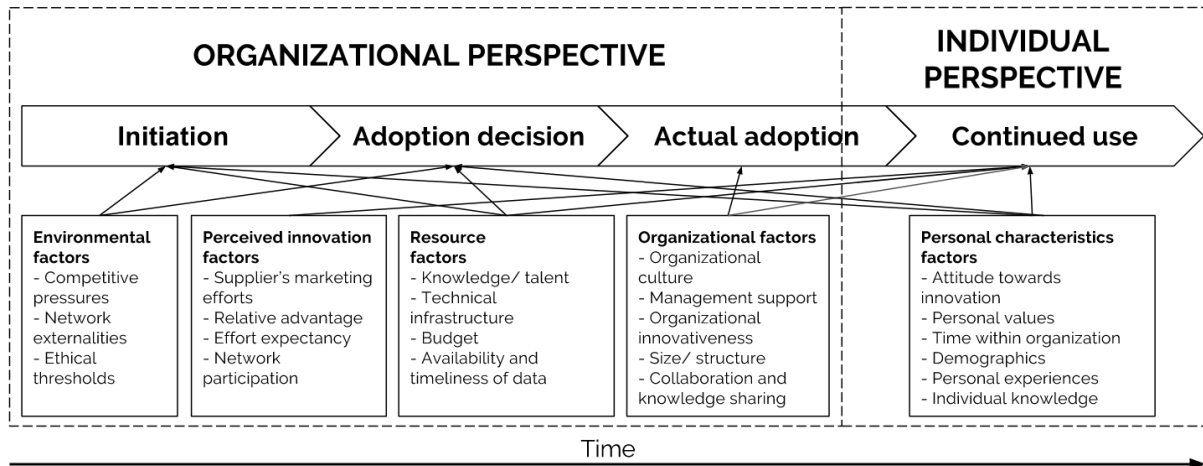 ORGANIZATIONAL PERSPECTIVE
INDIVIDUAL
PERSPECTIVE
Initiation
Adoption decision
Actual adoption
Continued use
Environmental
factors
- Competitive
pressures
- Network
externalities
- Ethical
thresholds
Perceived innovation
factors
- Supplier's marketing
efforts
- Relative advantage
- Effort expectancy
- Network
participation
Resource
factors
- Knowledge/ talent
- Technical
infrastructure
- Budget
- Availability and
timeliness of data
Organizational factors
- Organizational
culture
- Management support
- Organizational
innovativeness
- Size/ structure
- Collaboration and
knowledge sharing
Personal characteristics
factors
- Attitude towards
innovation
- Personal values
- Time within organization
- Demographics
- Personal experiences
- Individual knowledge
Time